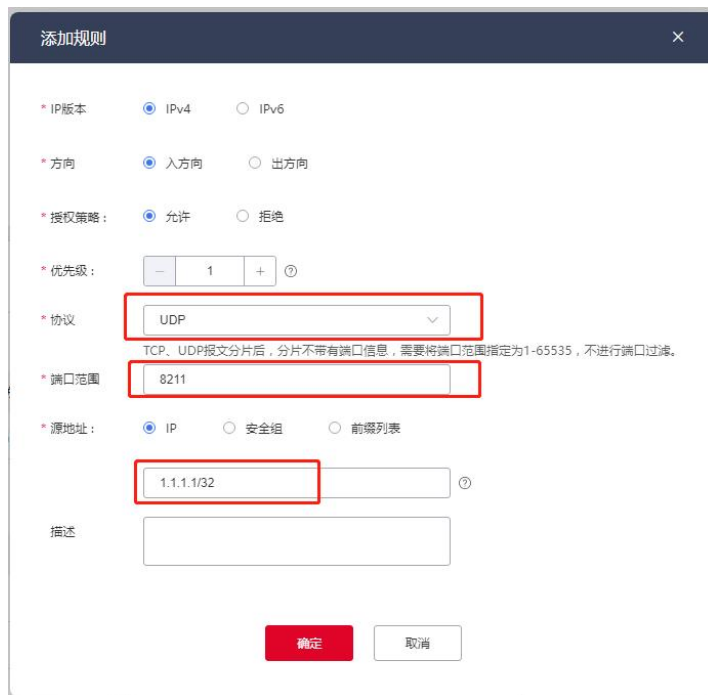 添加规则
* IP版本 IPv4 IPv6
* 方向 入方向 出方向
* 授权策略： 允许 拒绝
* 优先级： 1
* 协议 UDP
TCP、UDP报文分片后，分片不带有端口信息，需要将端口范围指定为1-65535，不进行端口过滤。
* 端口范围 8211
* 源地址： IP 安全组 前缀列表
1.1.1.1/32
描述
确定 取消